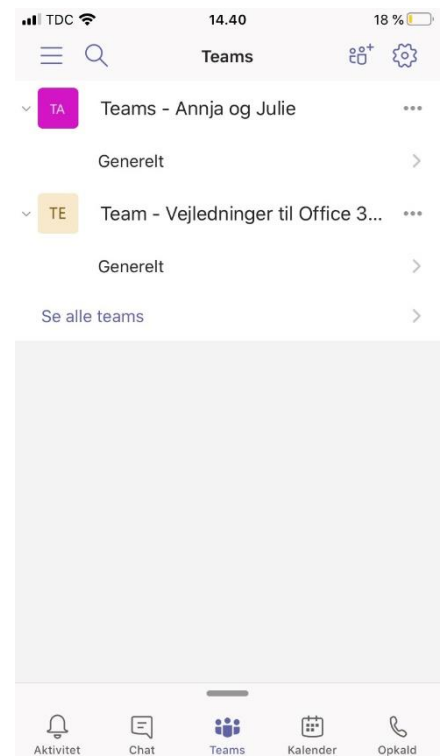 TDC 14.40 18 %
Teams
TA Teams - Annja og Julie
Generelt
TE Team - Vejledninger til Office 3...
Generelt
Se alle teams
Aktivitet Chat Teams Kalender Opkald